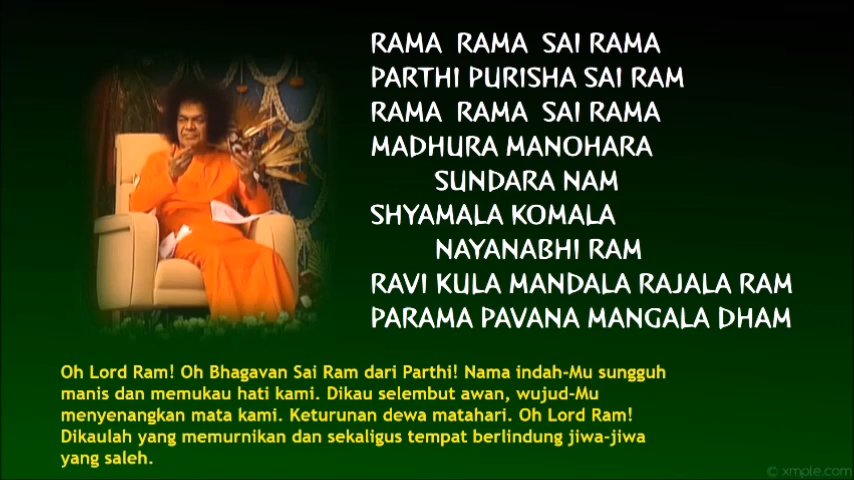 RAMA RAMA SAI RAMA
PARTHI PURISHA SAI RAM
RAMA RAMA SAI RAMA
MADHURA MANOHARA
SUNDARA NAM
SHYAMALA KOMALA
NAYANABHI RAM
RAVI KULA MANDALA RAJALA RAM
PARAMA PAVANA MANGALA DHAM
Oh Lord Ram! Oh Bhagavan Sai Ram dari Parthi! Nama indah-Mu sungguh
manis dan memukau hati kami. Dikau selembut awan, wujud-Mu
menyenangkan mata kami. Keturunan dewa matahari. Oh Lord Ram!
Dikaulah yang memurnikan dan sekaligus tempat berlindung jiwa-jiwa
yang saleh.
© xmple.com